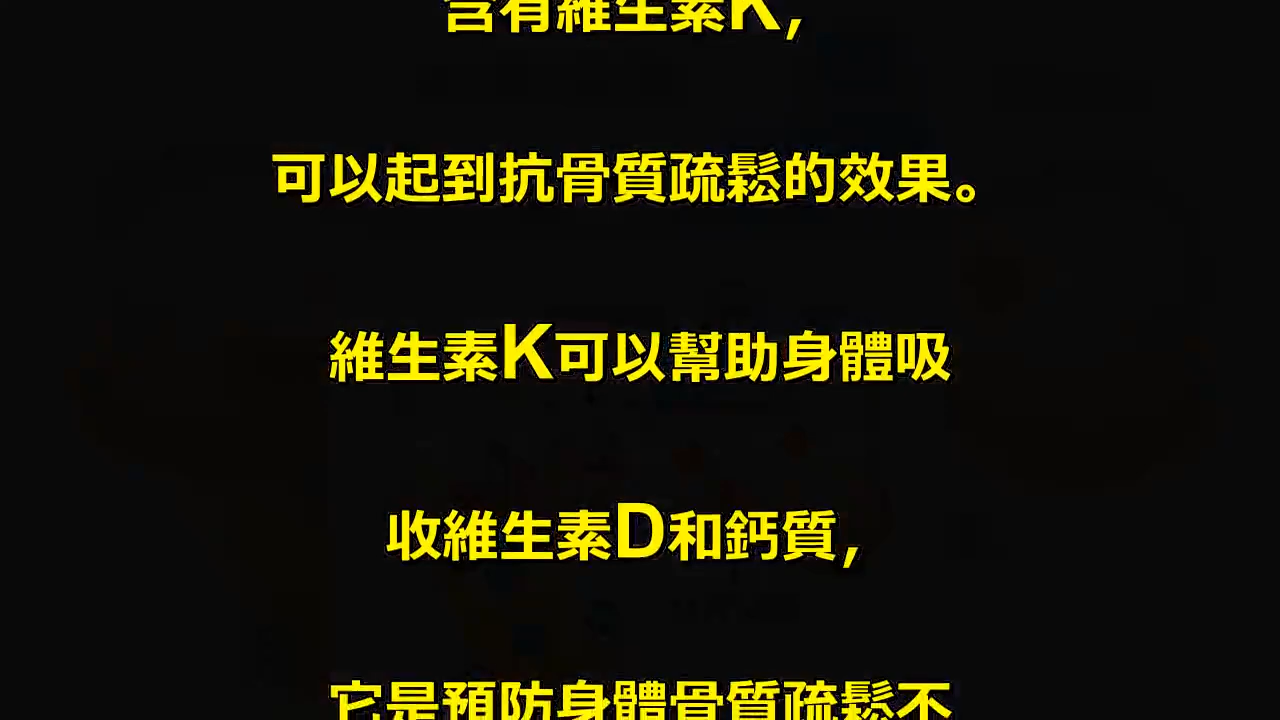 含有維生素K，
可以起到抗骨質疏鬆的效果。
維生素K可以幫助身體吸
收維生素D和鈣質，
它是預防身體骨質疏鬆不